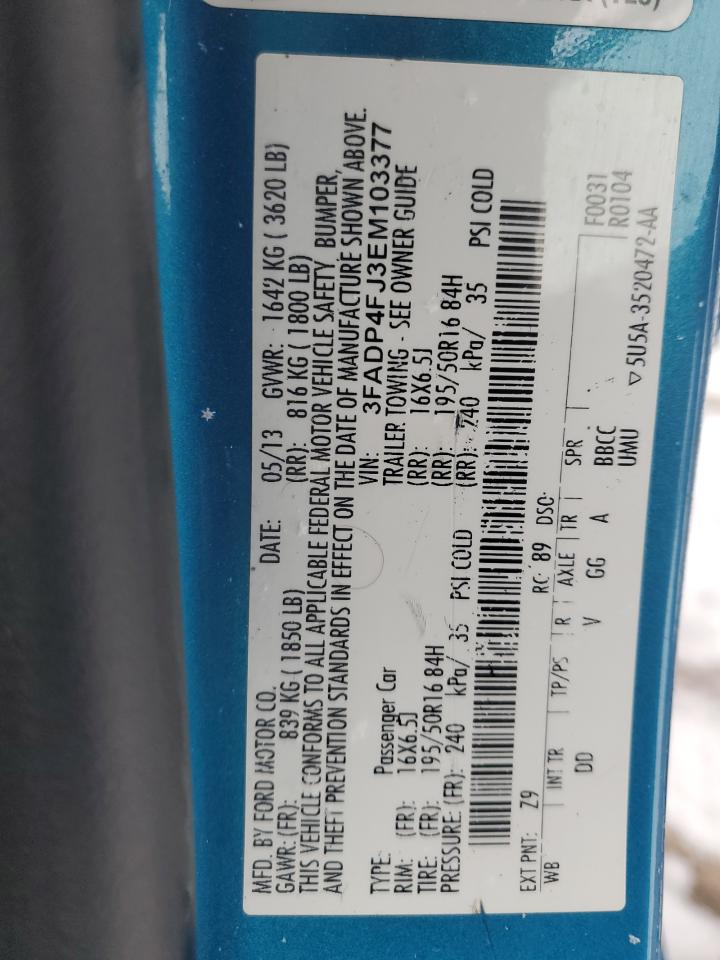 MFD. BY FORD MOTOR CO. DATE: 05/13 GVWR: 1642 KG ( 3620 LB)
GAWR:(FR): 839 KG ( 1850 LB) (RR): 816 KG ( 1800 LB)
THIS VEHICLE CONFORMS TO ALL APPLICABLE FEDERAL MOTOR VEHICLE SAFETY, BUMPER,
AND THEFT PREVENTION STANDARDS IN EFFECT ON THE DATE OF MANUFACTURE SHOWN ABOVE.
VIN: 3FADP4FJ3EM103377
TYPE: Passenger Car TRAILER TOWING - SEE OWNER GUIDE
RIM: (FR): 16X6.5J (RR): 16X6.5J
TIRE: (FR): 195/50R16 84H (RR): 195/50R16 84H
PRESSURE: (FR): 240 kPa/ 35 PSI COLD (RR): 240 kPa/ 35 PSI COLD
EXT PNT: Z9 RC: 89 DSO:
WB INT TR TP/PS R AXLE TR SPR
DD V GG A BBCC
UMU
F0031
R0104
▽5U5A-3520472-AA